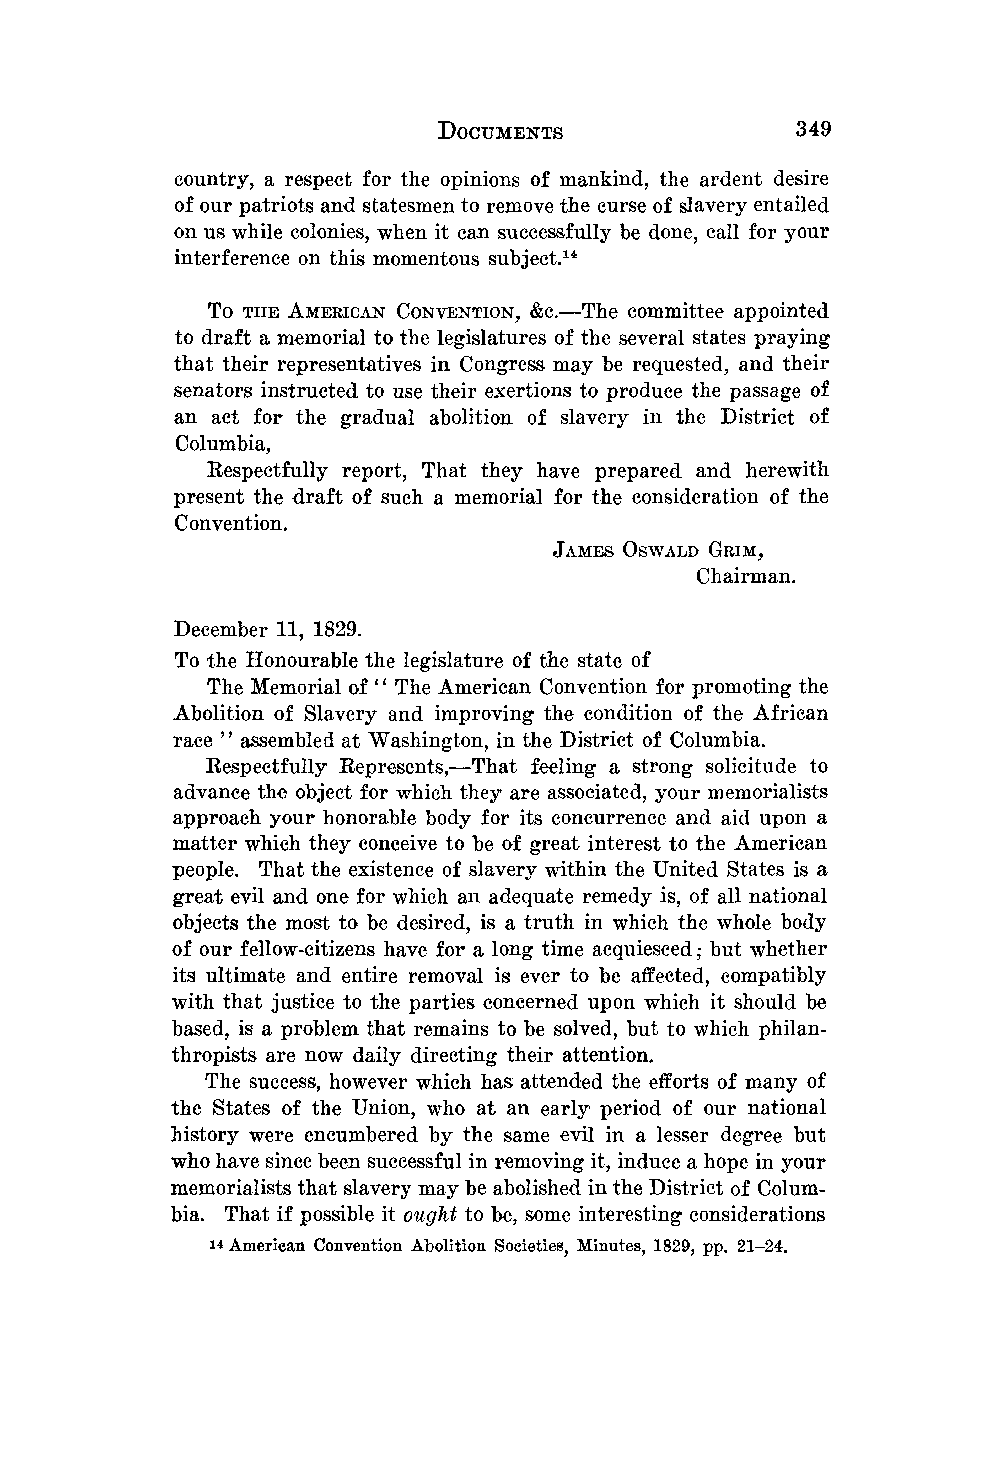 DOCUMENTS 349
country, a respect for the opinions of mankind, the ardent desire
of our patriots and statesmen to remove the curse of slavery entailed
on us while colonies, when it can successfully be done, call for your
interference on this momentous subject.¹⁴
TO THE AMERICAN CONVENTION, &c.—The committee appointed
to draft a memorial to the legislatures of the several states praying
that their representatives in Congress may be requested, and their
senators instructed to use their exertions to produce the passage of
an act for the gradual abolition of slavery in the District of
Columbia,
Respectfully report, That they have prepared and herewith
present the draft of such a memorial for the consideration of the
Convention.
JAMES OSWALD GRIM,
Chairman.
December 11, 1829.
To the Honourable the legislature of the state of
The Memorial of “ The American Convention for promoting the
Abolition of Slavery and improving the condition of the African
race ” assembled at Washington, in the District of Columbia.
Respectfully Represents,—That feeling a strong solicitude to
advance the object for which they are associated, your memorialists
approach your honorable body for its concurrence and aid upon a
matter which they conceive to be of great interest to the American
people. That the existence of slavery within the United States is a
great evil and one for which an adequate remedy is, of all national
objects the most to be desired, is a truth in which the whole body
of our fellow-citizens have for a long time acquiesced; but whether
its ultimate and entire removal is ever to be affected, compatibly
with that justice to the parties concerned upon which it should be
based, is a problem that remains to be solved, but to which philan-
thropists are now daily directing their attention.
The success, however which has attended the efforts of many of
the States of the Union, who at an early period of our national
history were encumbered by the same evil in a lesser degree but
who have since been successful in removing it, induce a hope in your
memorialists that slavery may be abolished in the District of Colum-
bia. That if possible it ought to be, some interesting considerations
¹⁴ American Convention Abolition Societies, Minutes, 1829, pp. 21–24.